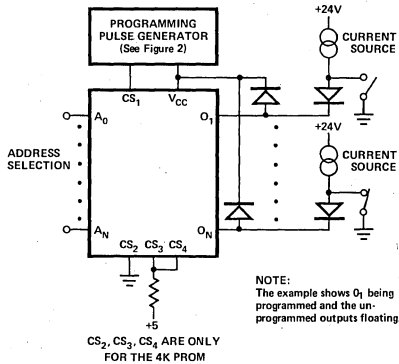 PROGRAMMING
PULSE GENERATOR
(See Figure 2)
+24V
CURRENT
SOURCE
CS1
VCC
A0
O1
+24V
ADDRESS
SELECTION
CURRENT
SOURCE
AN
ON
CS2 CS3 CS4
NOTE:
The example shows O1 being
programmed and the un-
programmed outputs floating.
+5
CS2, CS3, CS4 ARE ONLY
FOR THE 4K PROM